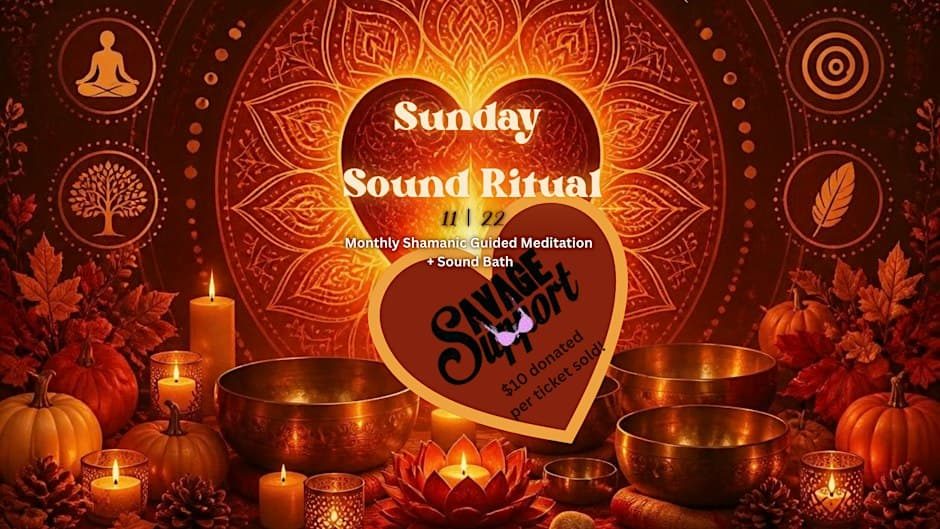 Sunday
Sound Ritual
11 | 22
Monthly Shamanic Guided Meditation
+ Sound Bath
SAVAGE
Support
$10 donated
per ticket sold!